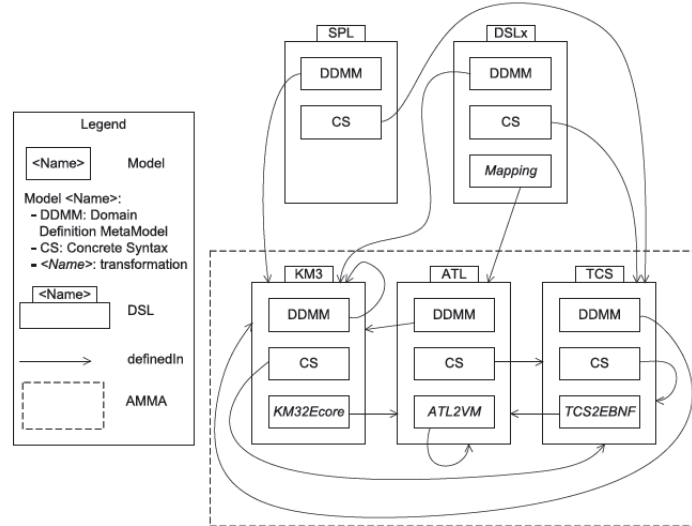 SPL
DSLx
DDMM
DDMM
CS
CS
Mapping
Legend
<Name>
Model
Model <Name>:
- DDMM: Domain
Definition MetaModel
- CS: Concrete Syntax
- <Name>: transformation
<Name>
DSL
definedIn
AMMA
KM3
ATL
TCS
DDMM
DDMM
DDMM
CS
CS
CS
KM32Ecore
ATL2VM
TCS2EBNF